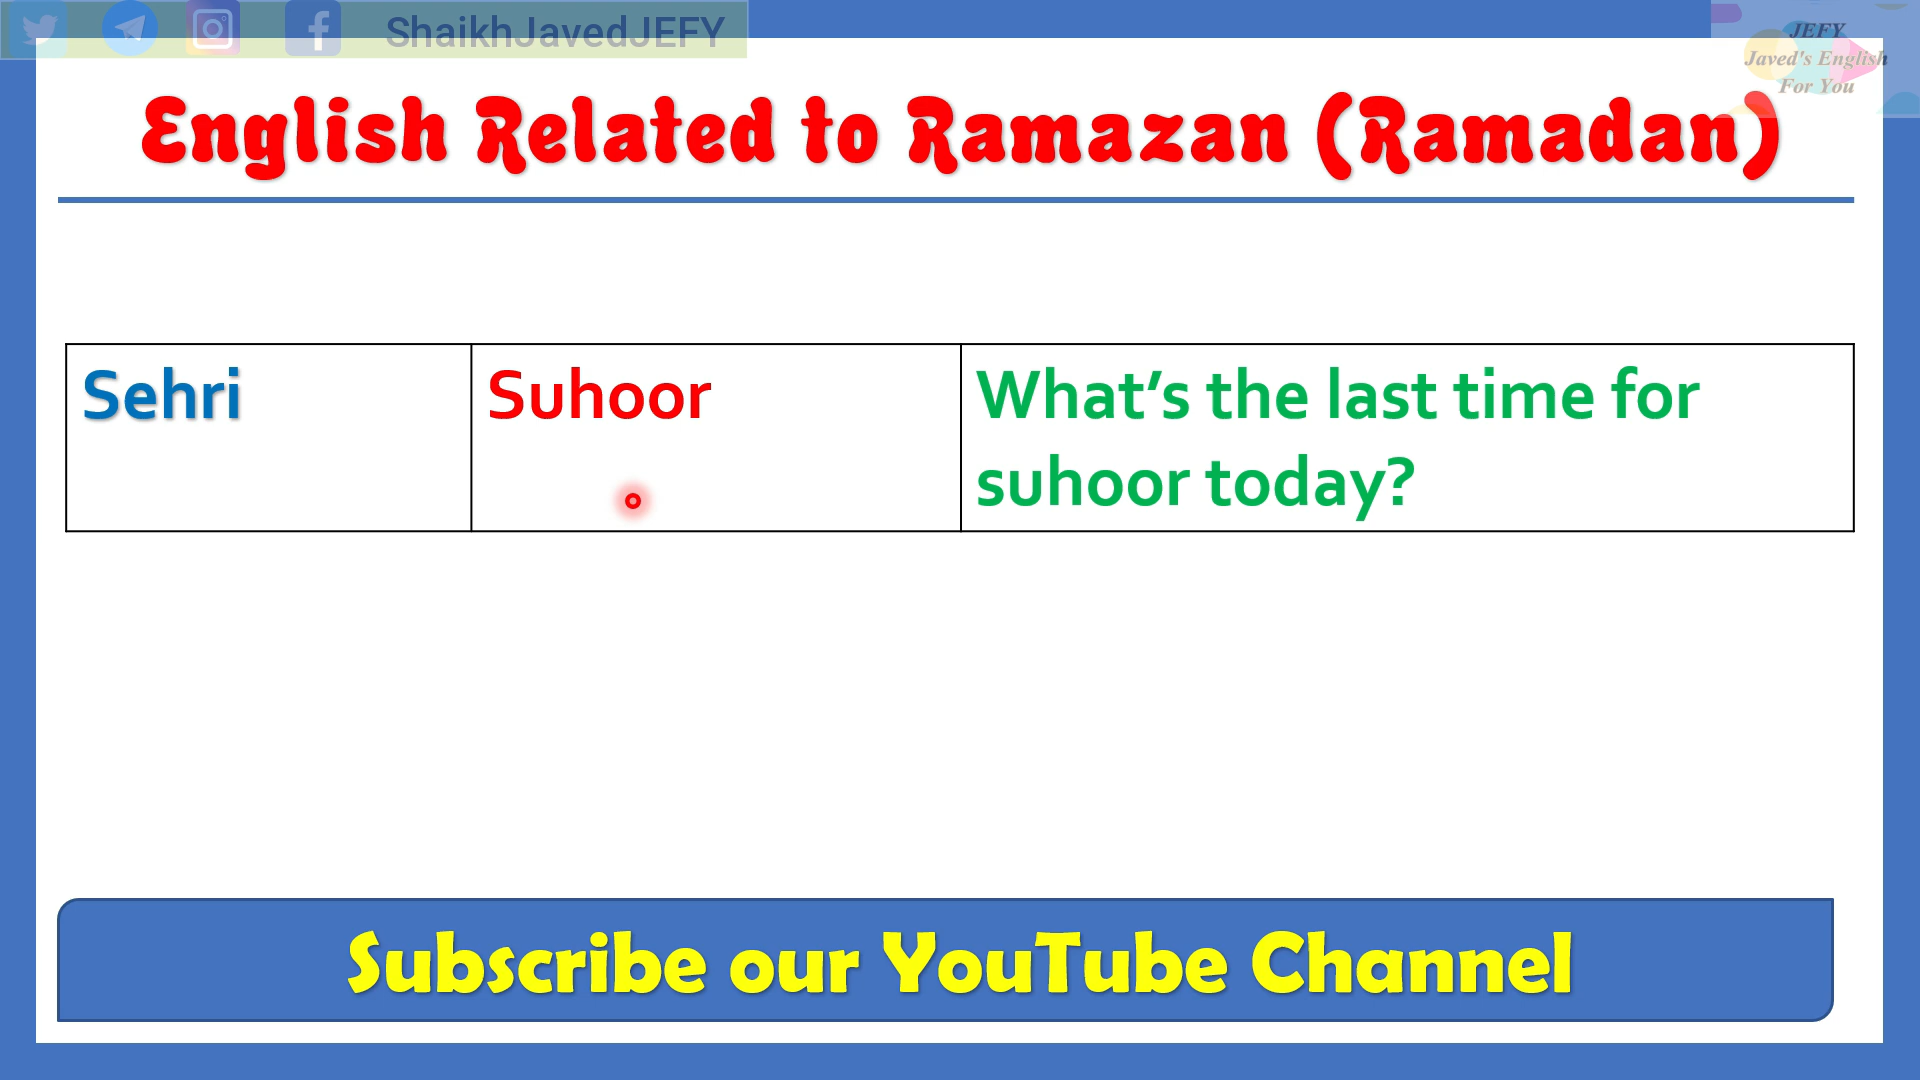 ShaikhJavedJEFY
JEFY
Javed's English
For You
English Related to Ramazan (Ramadan)
Sehri
Suhoor
What's the last time for
suhoor today?
Subscribe our YouTube Channel